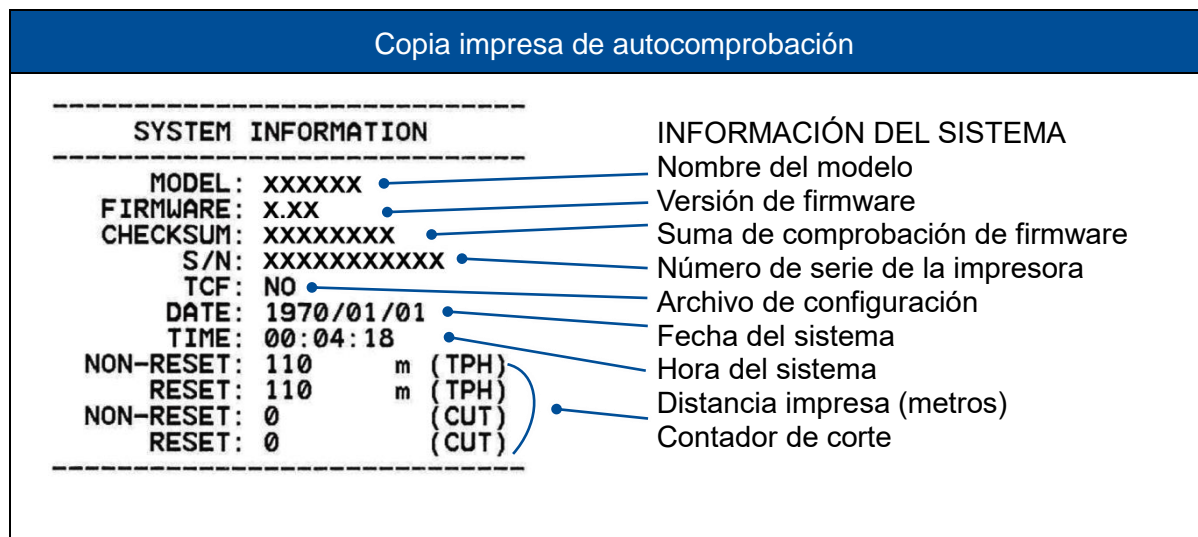 Copia impresa de autocomprobación
SYSTEM INFORMATION
MODEL: XXXXXX
FIRMWARE: X.XX
CHECKSUM: XXXXXXXX
S/N: XXXXXXXXXXX
TCF: NO
DATE: 1970/01/01
TIME: 00:04:18
NON-RESET: 110 m (TPH)
RESET: 110 m (TPH)
NON-RESET: 0 (CUT)
RESET: 0 (CUT)
INFORMACIÓN DEL SISTEMA
Nombre del modelo
Versión de firmware
Suma de comprobación de firmware
Número de serie de la impresora
Archivo de configuración
Fecha del sistema
Hora del sistema
Distancia impresa (metros)
Contador de corte